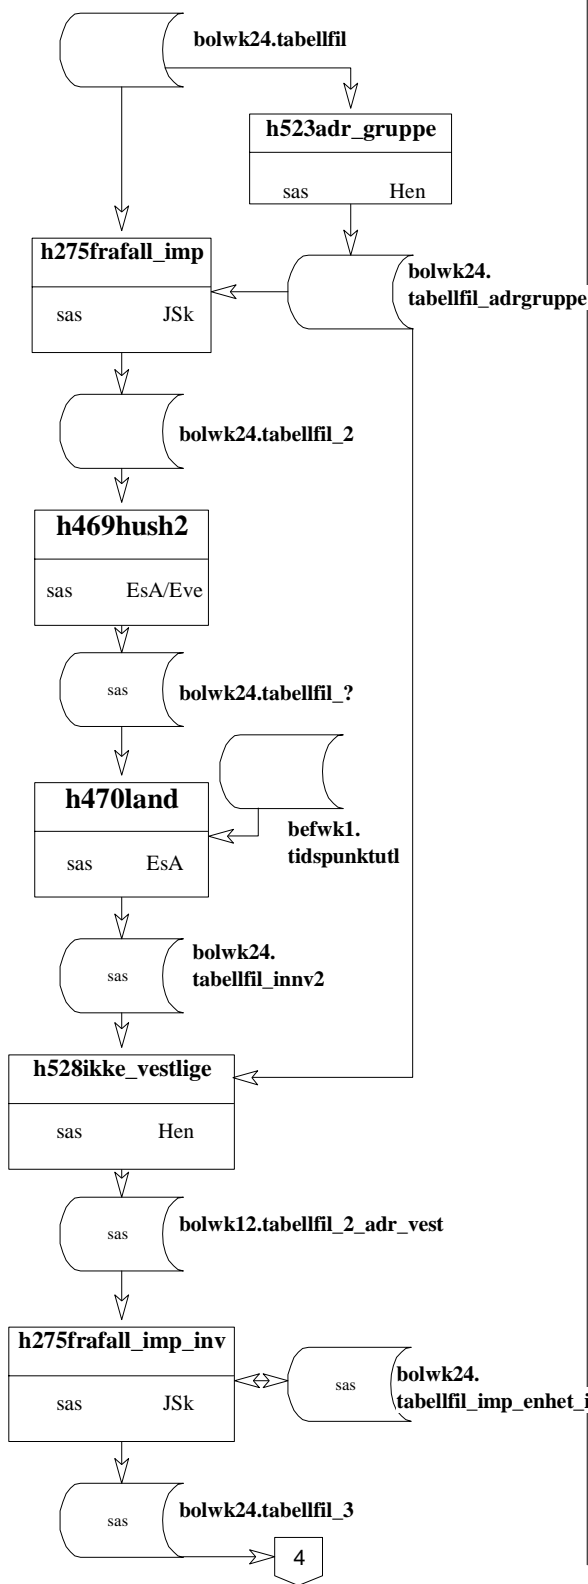 bolwk24.tabellfil
h523adr_gruppe
sas Hen
h275frafall_imp
sas JSk
bolwk24.
tabellfil_adrgruppe
bolwk24.tabellfil_2
h469hush2
sas EsA/Eve
sas
bolwk24.tabellfil_?
h470land
sas EsA
befwk1.
tidspunktutl
sas
bolwk24.
tabellfil_innv2
h528ikke_vestlige
sas Hen
sas
bolwk12.tabellfil_2_adr_vest
h275frafall_imp_inv
sas JSk
sas
bolwk24.
tabellfil_imp_enhet_i
sas
bolwk24.tabellfil_3
4